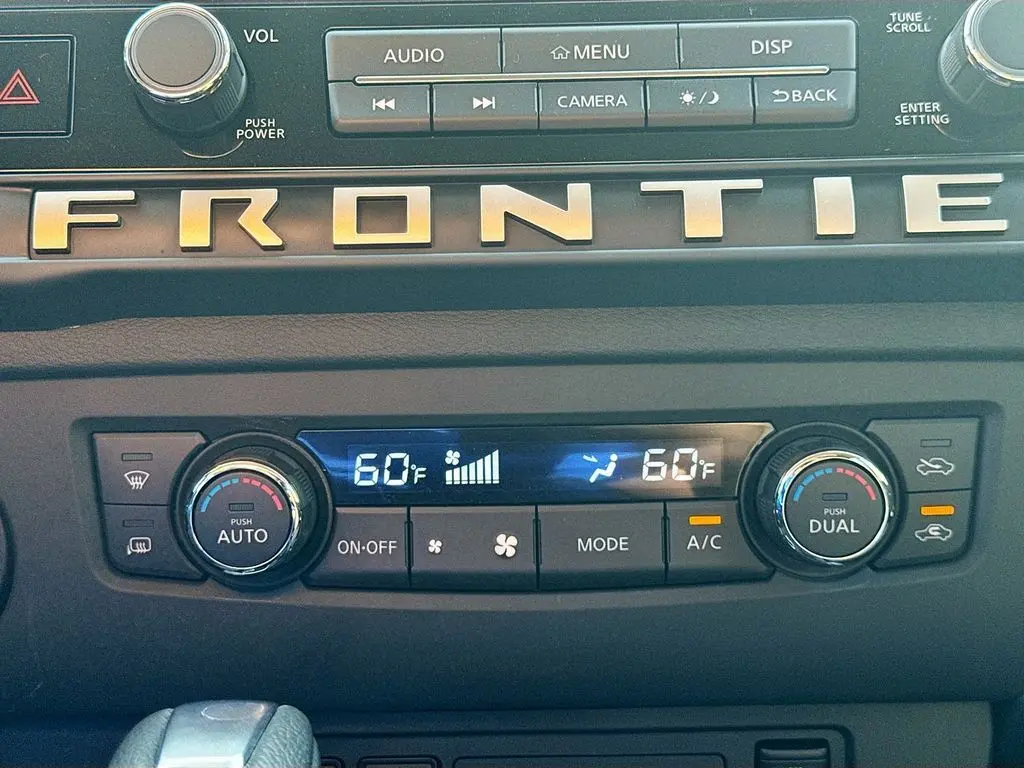 VOL
PUSH
POWER
AUDIO
MENU
DISP
CAMERA
BACK
TUNE
SCROLL
ENTER
SETTING
FRONTIE
60°F
60°F
PUSH
AUTO
ON•OFF
MODE
A/C
PUSH
DUAL